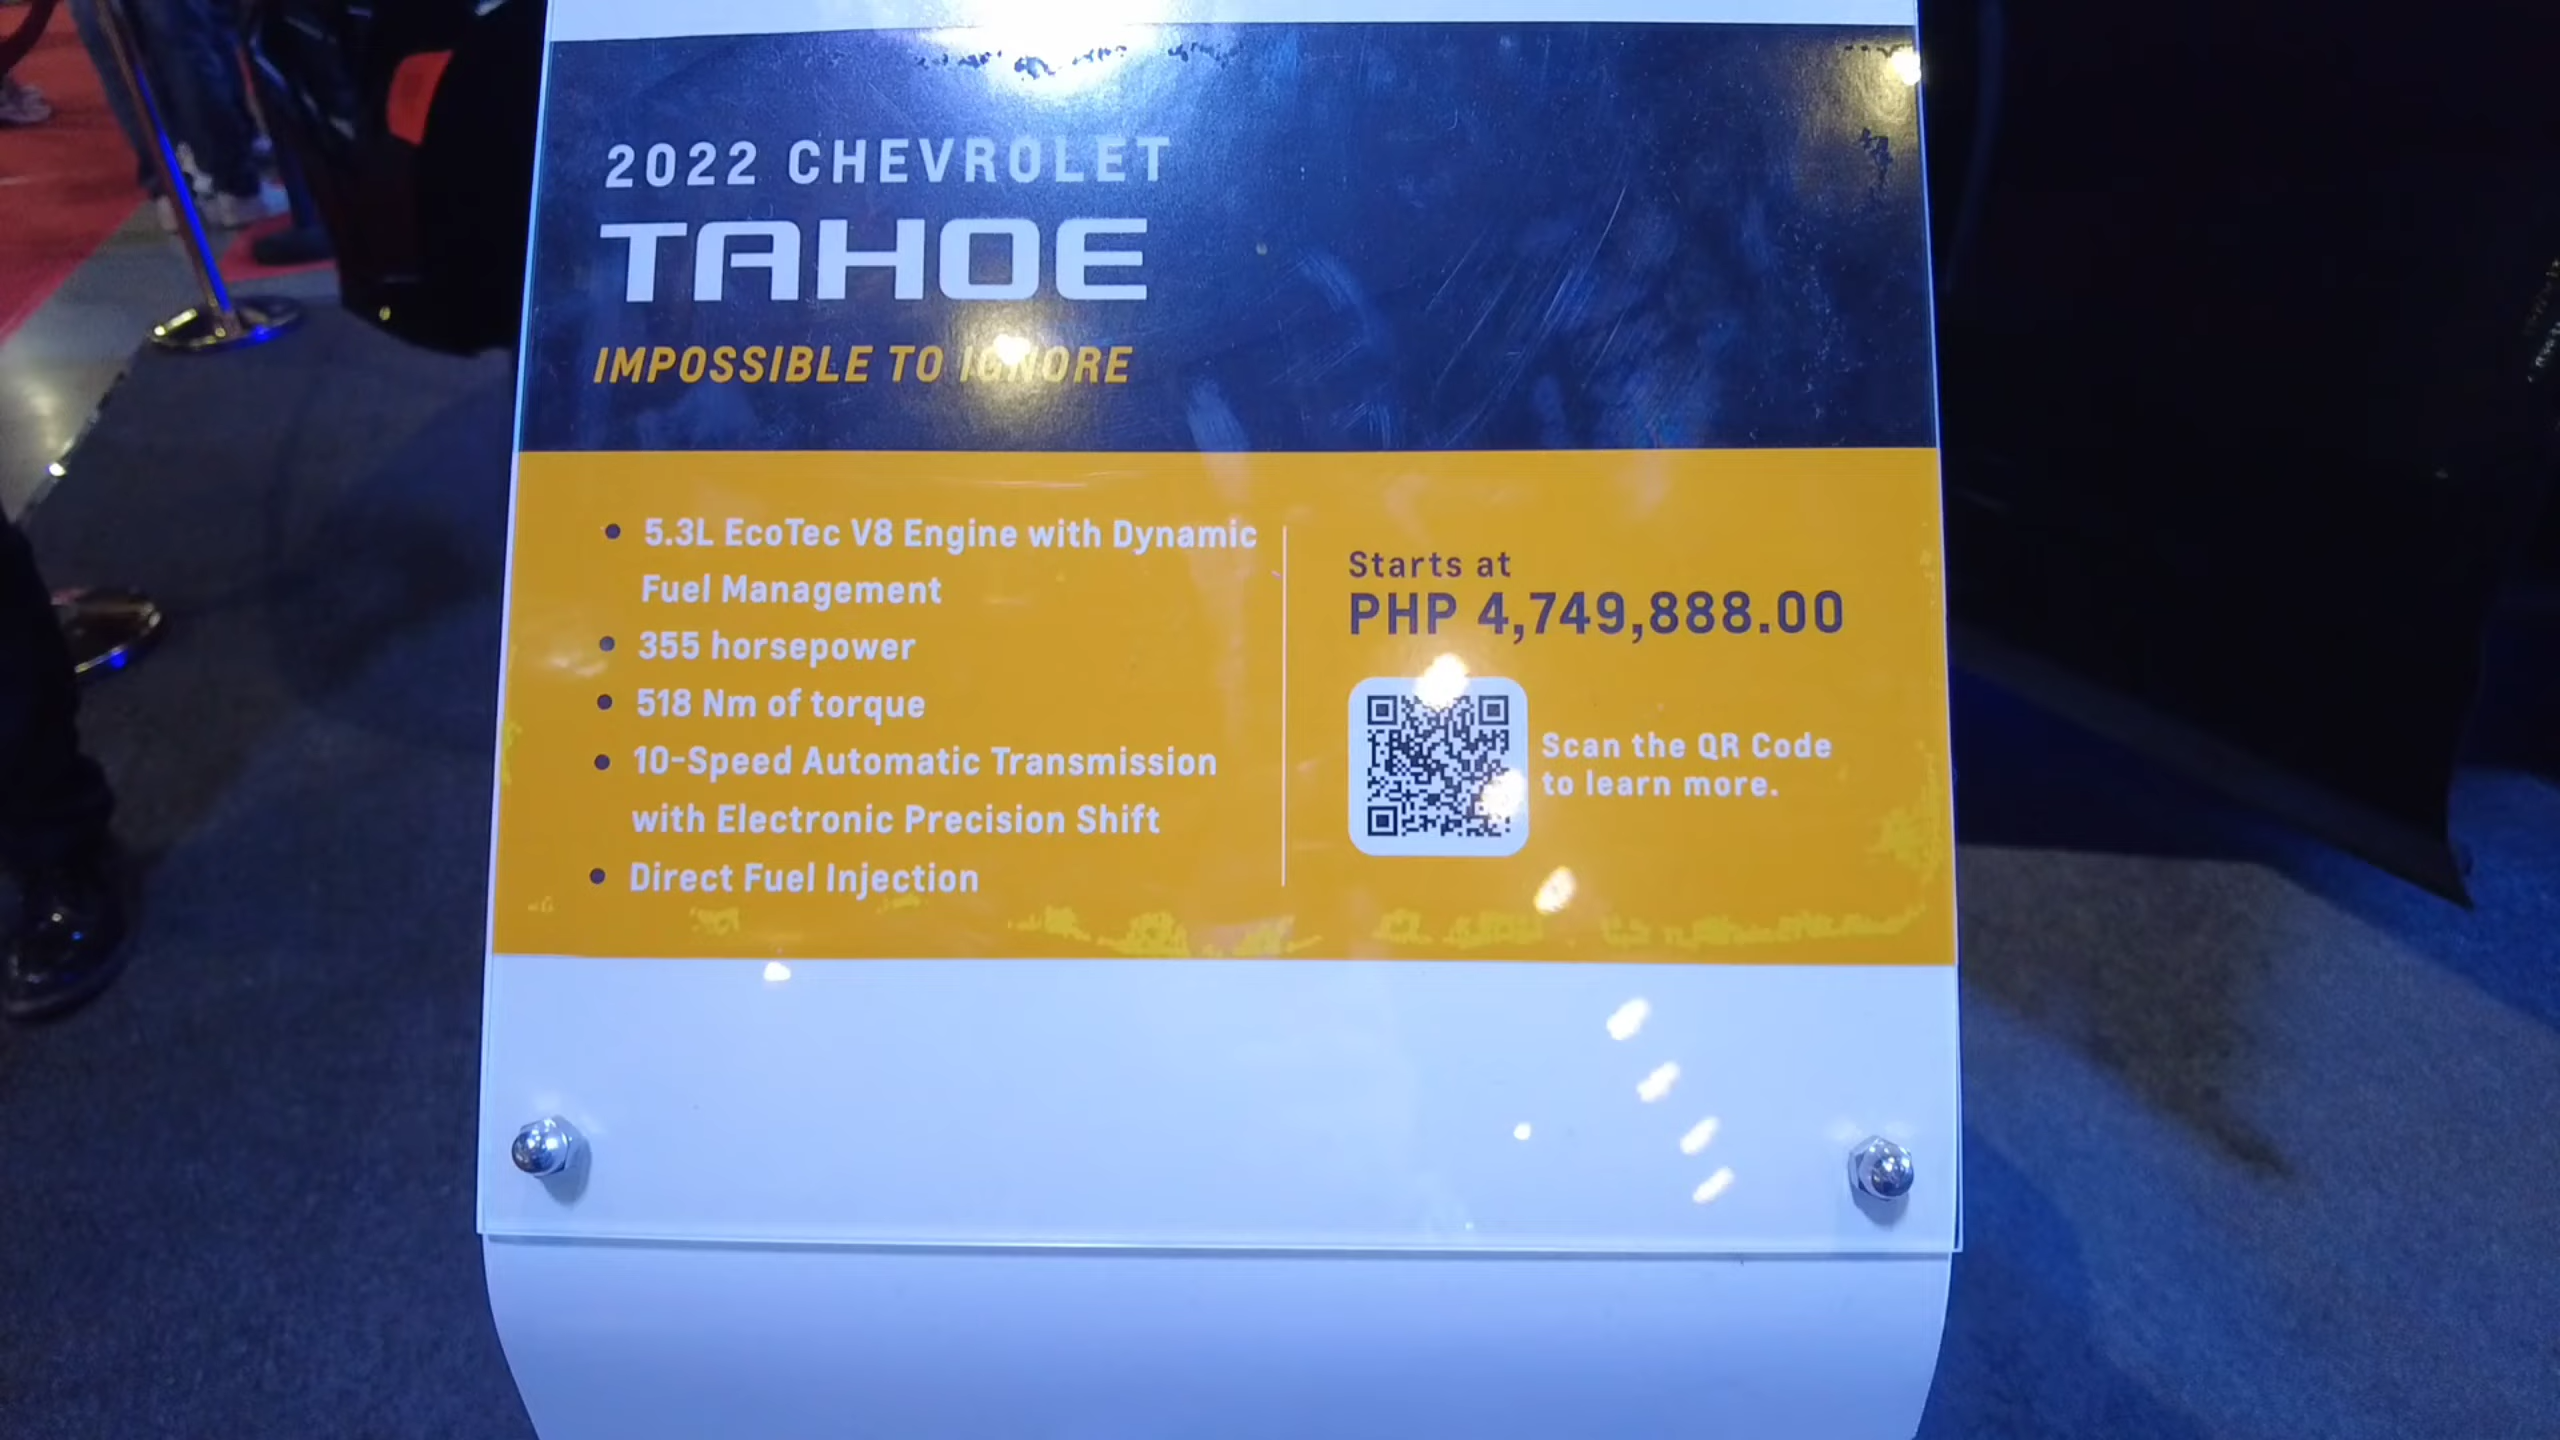 2022 CHEVROLET
TAHOE
IMPOSSIBLE TO IGNORE
• 5.3L EcoTec V8 Engine with Dynamic
Fuel Management
• 355 horsepower
• 518 Nm of torque
• 10-Speed Automatic Transmission
with Electronic Precision Shift
• Direct Fuel Injection
Starts at
PHP 4,749,888.00
Scan the QR Code
to learn more.